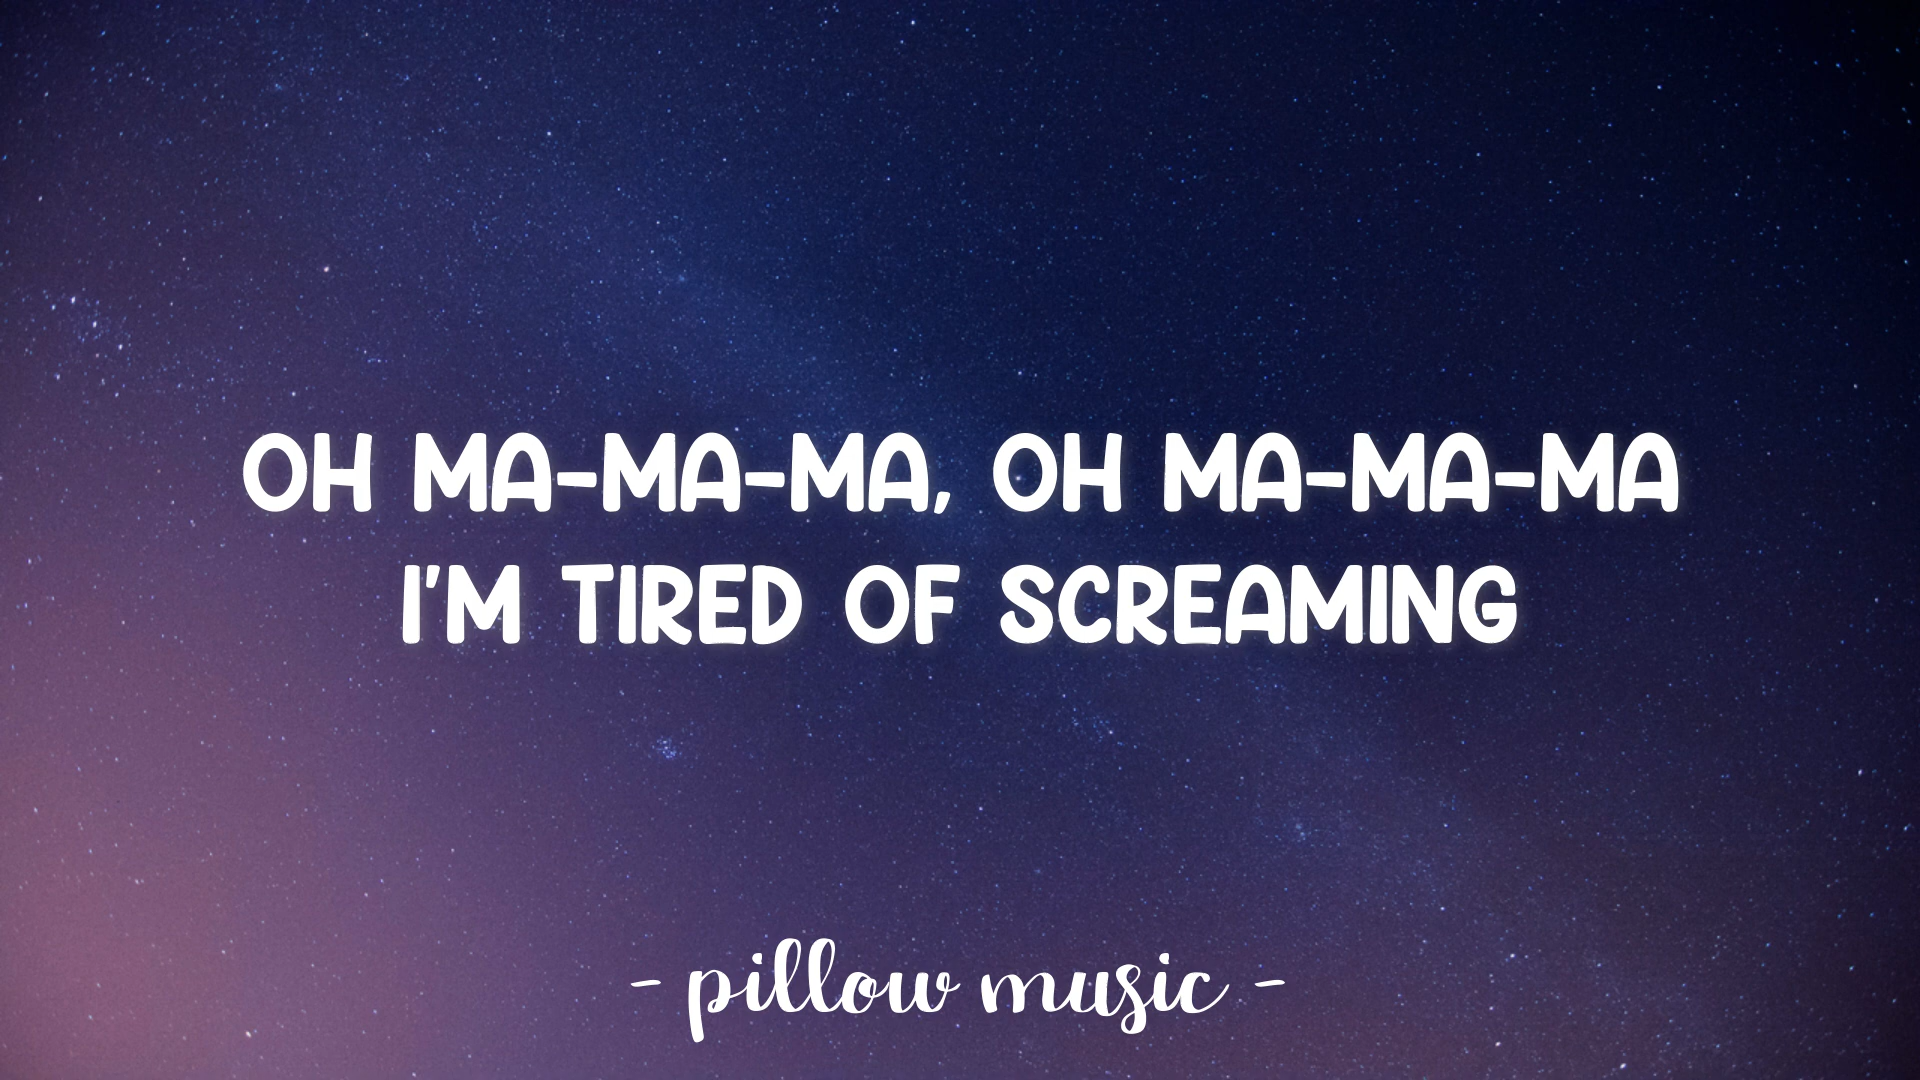 OH MA-MA-MA, OH MA-MA-MA
I'M TIRED OF SCREAMING
- pillow music -